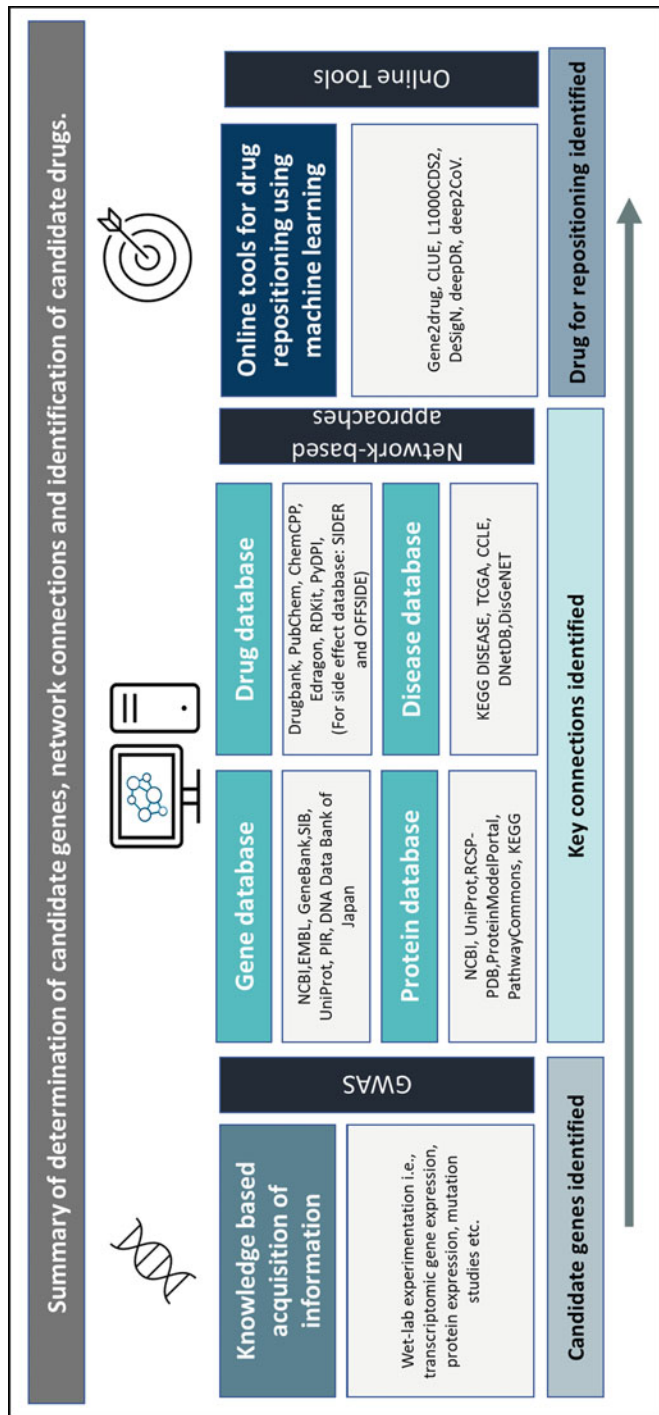 Summary of determination of candidate genes, network connections and identification of candidate drugs.
Knowledge based
acquisition of
information
Wet-lab experimentation i.e.,
transcriptomic gene expression,
protein expression, mutation
studies etc.
Candidate genes identified
GWAS
Gene database
NCBI,EMBL, GeneBank,SIB,
UniProt, PIR, DNA Data Bank of
Japan
Protein database
NCBI, UniProt,RCSP-
PDB,ProteinModelPortal,
PathwayCommons, KEGG
Drug database
Drugbank, PubChem, ChemCPP,
Edragon, RDKit, PyDPI,
(For side effect database: SIDER
and OFFSIDE)
Disease database
KEGG DISEASE, TCGA, CCLE,
DNetDB,DisGeNET
Key connections identified
Network-based
approaches
Online tools for drug
repositioning using
machine learning
Gene2drug, CLUE, L1000CDS2,
DeSigN, deepDR, deep2CoV.
Drug for repositioning identified
Online Tools